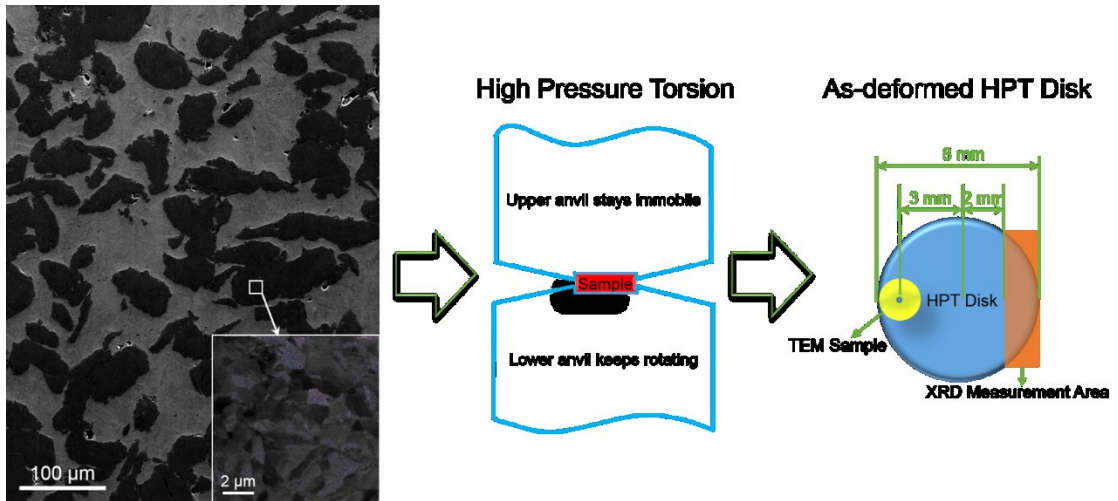 100 μm
2 μm
High Pressure Torsion
Upper anvil stays immobile
Sample
Lower anvil keeps rotating
As-deformed HPT Disk
8 mm
3 mm
2 mm
HPT Disk
TEM Sample
XRD Measurement Area